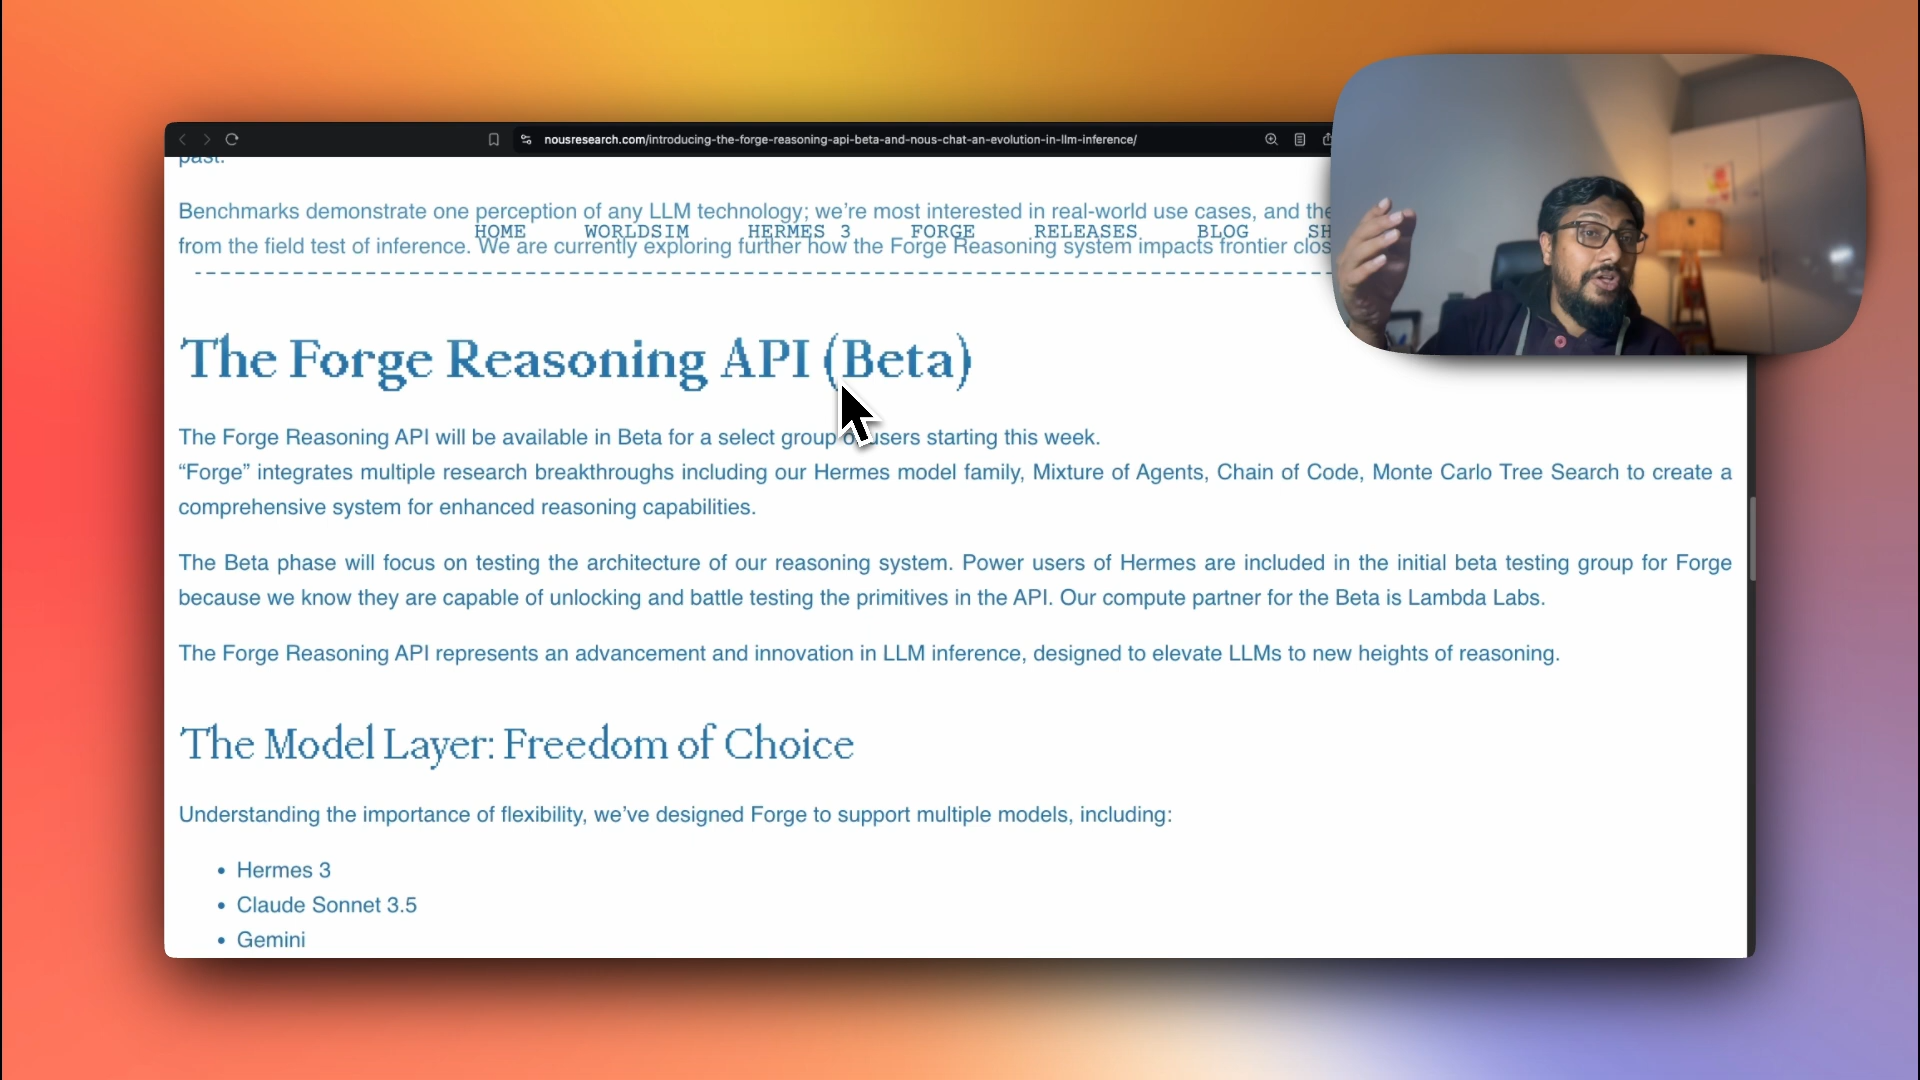 nousresearch.com/introducing-the-forge-reasoning-api-beta-and-nous-chat-an-evolution-in-llm-inference/
past.
Benchmarks demonstrate one perception of any LLM technology; we’re most interested in real-world use cases, and the
HOME WORLDSIM HERMES 3 FORGE RELEASES BLOG SH
from the field test of inference. We are currently exploring further how the Forge Reasoning system impacts frontier clos
The Forge Reasoning API (Beta)
The Forge Reasoning API will be available in Beta for a select group of users starting this week.
“Forge” integrates multiple research breakthroughs including our Hermes model family, Mixture of Agents, Chain of Code, Monte Carlo Tree Search to create a
comprehensive system for enhanced reasoning capabilities.
The Beta phase will focus on testing the architecture of our reasoning system. Power users of Hermes are included in the initial beta testing group for Forge
because we know they are capable of unlocking and battle testing the primitives in the API. Our compute partner for the Beta is Lambda Labs.
The Forge Reasoning API represents an advancement and innovation in LLM inference, designed to elevate LLMs to new heights of reasoning.
The Model Layer: Freedom of Choice
Understanding the importance of flexibility, we’ve designed Forge to support multiple models, including:
• Hermes 3
• Claude Sonnet 3.5
• Gemini